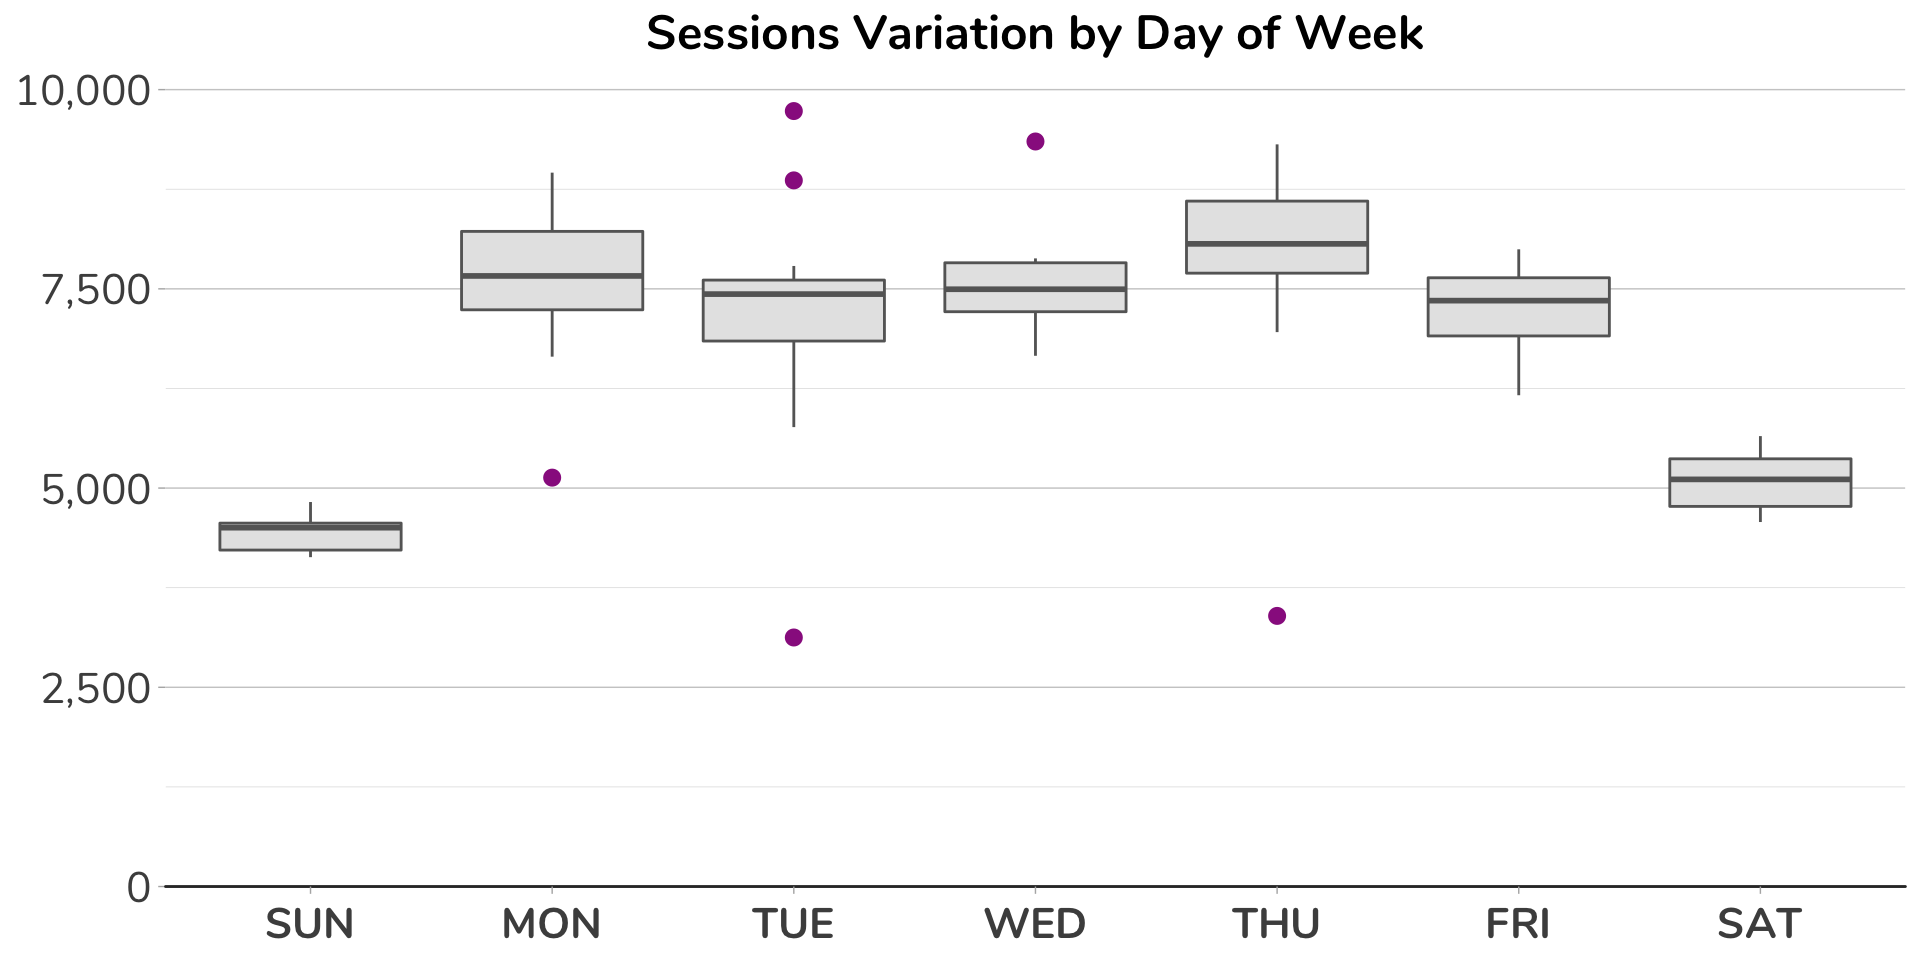 Sessions Variation by Day of Week
10,000
7,500
5,000
2,500
0
SUN MON TUE WED THU FRI SAT